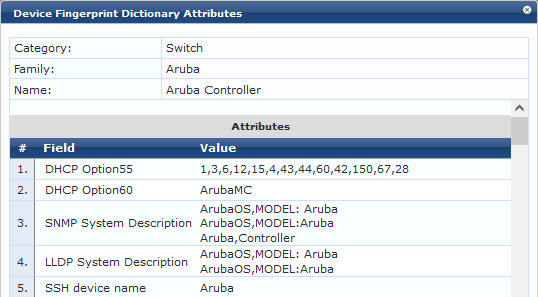 Device Fingerprint Dictionary Attributes
Category: Switch
Family: Aruba
Name: Aruba Controller
Attributes
# Field Value
1. DHCP Option55 1,3,6,12,15,4,43,44,60,42,150,67,28
2. DHCP Option60 ArubaMC
3. SNMP System Description ArubaOS,MODEL: Aruba
ArubaOS,MODEL:Aruba
Aruba,Controller
4. LLDP System Description ArubaOS,MODEL: Aruba
ArubaOS,MODEL:Aruba
5. SSH device name Aruba